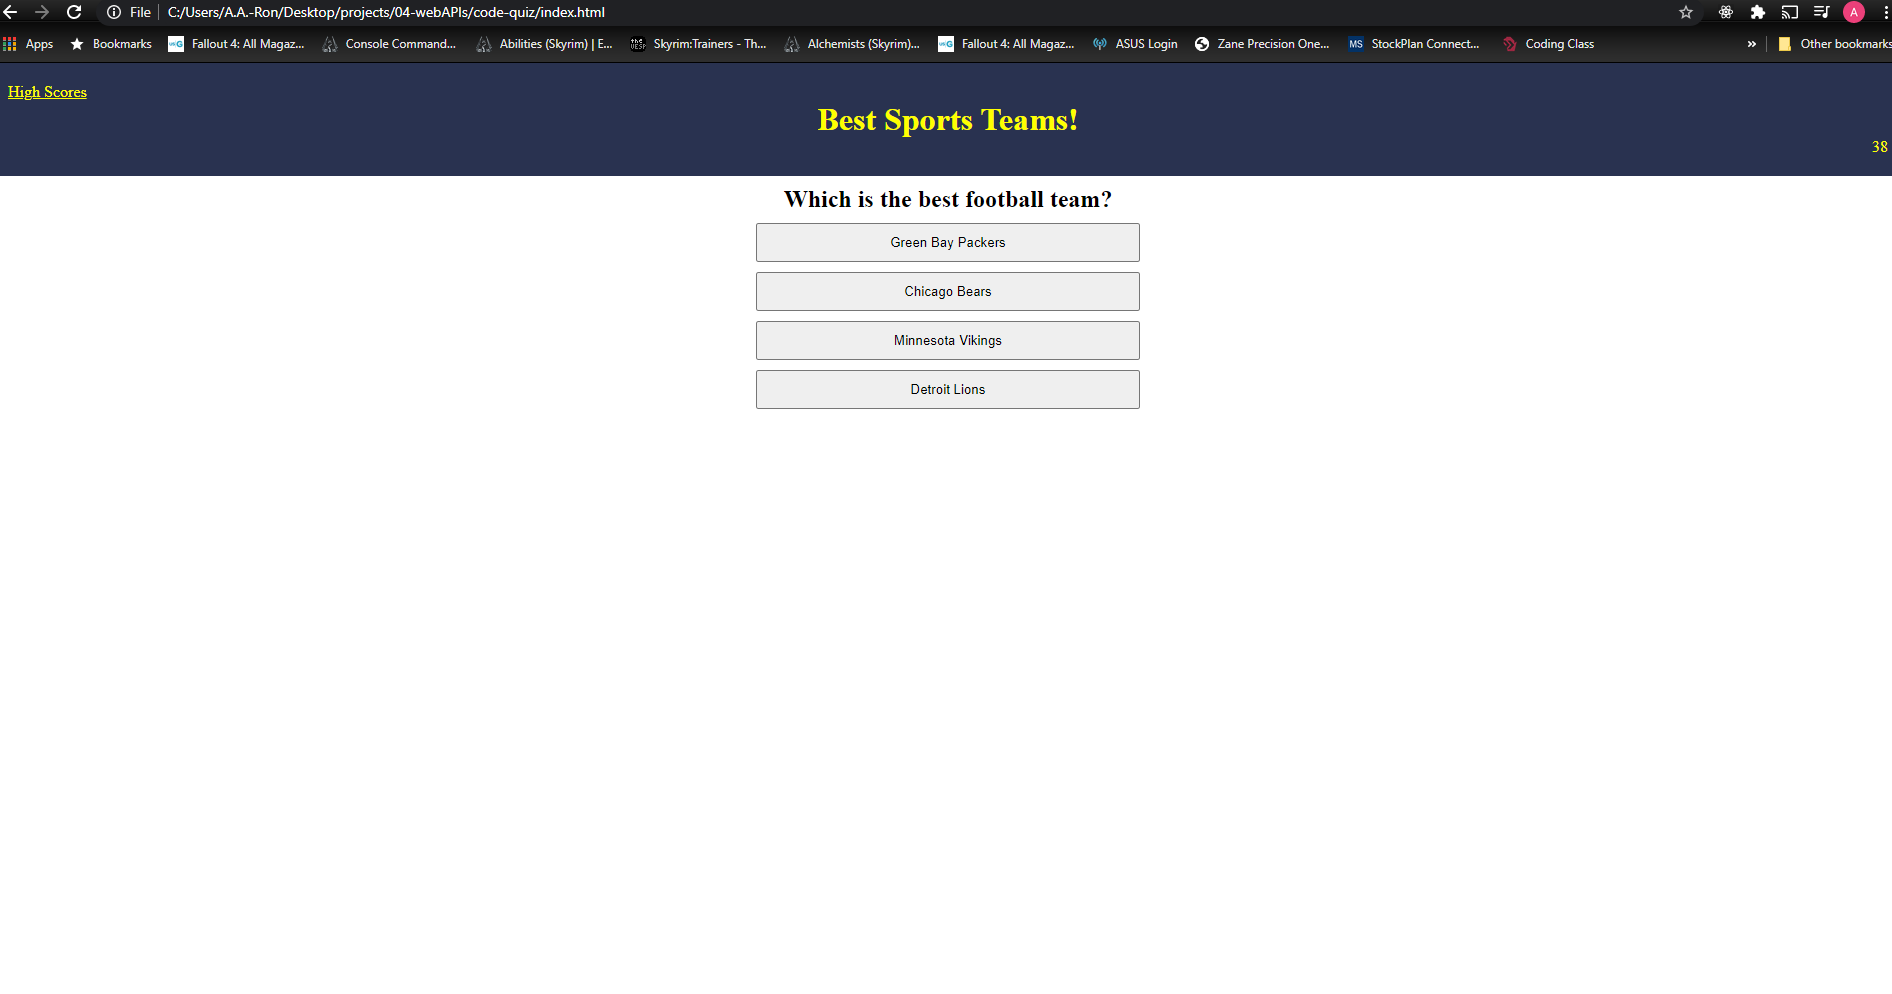 File C:/Users/A.A.-Ron/Desktop/projects/04-webAPIs/code-quiz/index.html A
Apps Bookmarks Fallout 4: All Magaz... Console Command... Abilities (Skyrim) | E... Skyrim:Trainers - Th... Alchemists (Skyrim)... Fallout 4: All Magaz... ASUS Login Zane Precision One... MS StockPlan Connect... Coding Class » Other bookmarks
High Scores
Best Sports Teams!
38
Which is the best football team?
Green Bay Packers
Chicago Bears
Minnesota Vikings
Detroit Lions